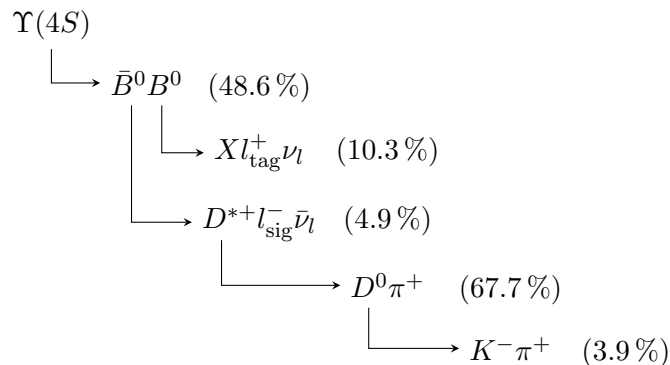 Υ(4S)
B̄⁰B⁰ (48.6 %)
Xl⁺_tag ν_l (10.3 %)
D*⁺l⁻_sig ν̄_l (4.9 %)
D⁰π⁺ (67.7 %)
K⁻π⁺ (3.9 %)